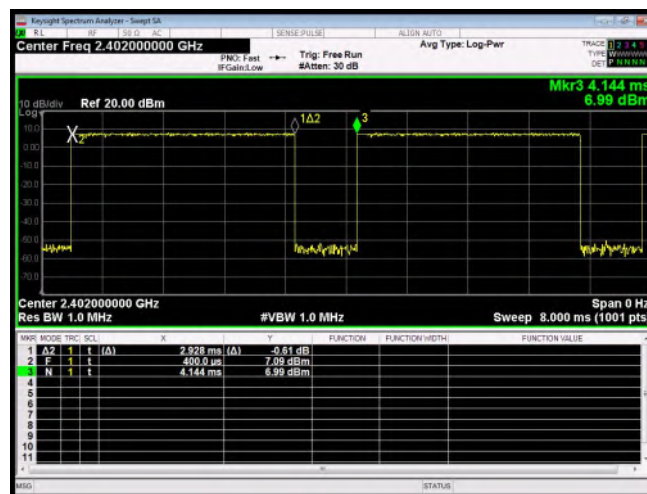 Keysight Spectrum Analyzer - Swept SA
RL RF 50 Ω AC SENSE:PULSE ALIGN AUTO
Center Freq 2.402000000 GHz
PNO: Fast
IFGain:Low
Trig: Free Run
#Atten: 30 dB
Avg Type: Log-Pwr
TRACE 1 2 3 4 5
TYPE WWWWWW
DET P N N N N
Mkr3 4.144 ms
6.99 dBm
10 dB/div Ref 20.00 dBm
Log
10.0
0.00
-10.0
-20.0
-30.0
-40.0
-50.0
-60.0
-70.0
X2
1Δ2
3
Center 2.402000000 GHz Span 0 Hz
Res BW 1.0 MHz #VBW 1.0 MHz Sweep 8.000 ms (1001 pts
MKR MODE TRC SCL X Y FUNCTION FUNCTION WIDTH FUNCTION VALUE
1 Δ2 1 t (Δ) 2.928 ms (Δ) -0.61 dB
2 F 1 t 400.0 µs 7.09 dBm
3 N 1 t 4.144 ms 6.99 dBm
4
5
6
7
8
9
10
11
MSG STATUS